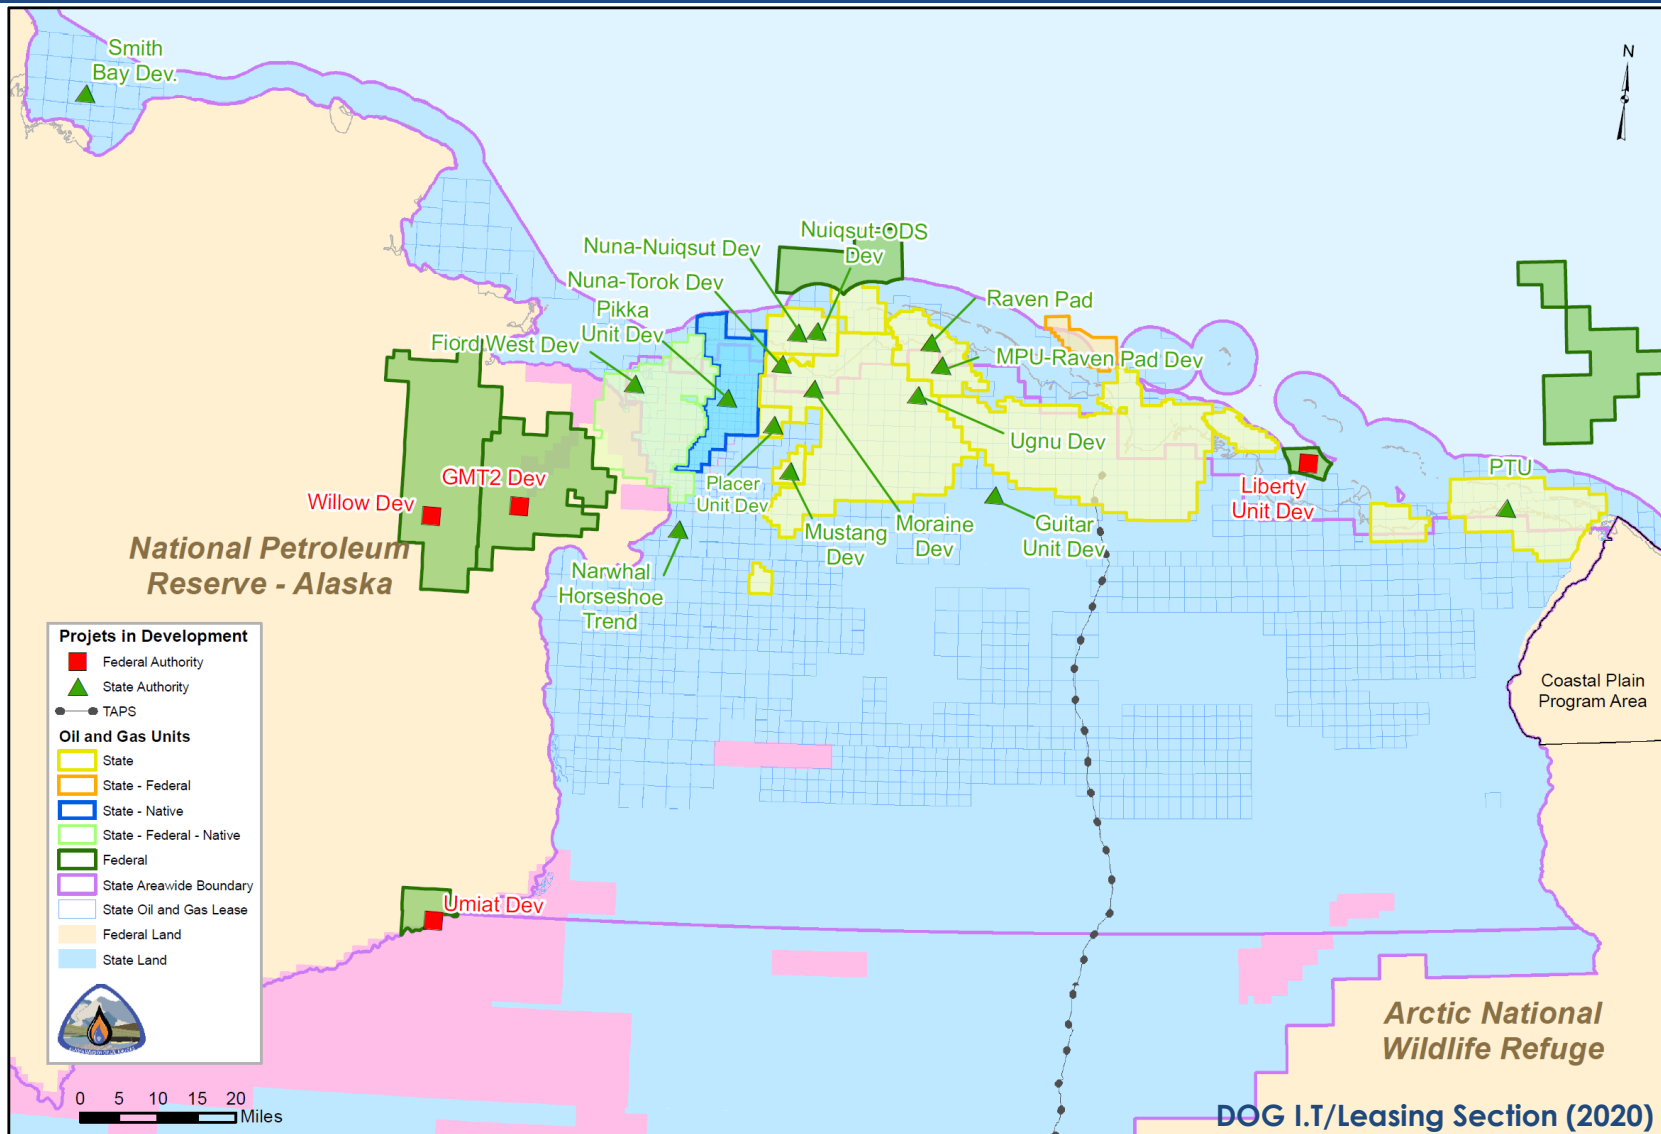 N
Smith
Bay Dev.
Nuiqsut-ODS
Dev
Nuna-Nuiqsut Dev
Nuna-Torok Dev
Pikka
Unit Dev
Fiord West Dev
Raven Pad
MPU-Raven Pad Dev
Ugnu Dev
GMT2 Dev
Willow Dev
Placer
Unit Dev
Mustang
Dev
Moraine
Dev
Guitar
Unit Dev
Liberty
Unit Dev
PTU
National Petroleum
Reserve - Alaska
Narwhal
Horseshoe
Trend
Coastal Plain
Program Area
Umiat Dev
Arctic National
Wildlife Refuge
Projets in Development
Federal Authority
State Authority
TAPS
Oil and Gas Units
State
State - Federal
State - Native
State - Federal - Native
Federal
State Areawide Boundary
State Oil and Gas Lease
Federal Land
State Land
0 5 10 15 20
Miles
DOG I.T/Leasing Section (2020)